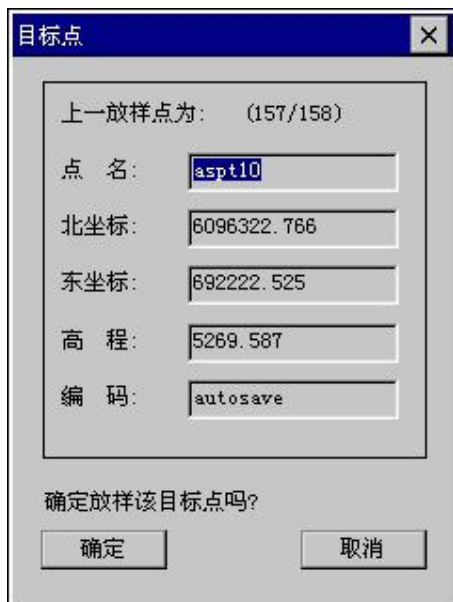 目标点
上一放样点为: (157/158)
点 名: aspt10
北坐标: 6096322.766
东坐标: 692222.525
高 程: 5269.587
编 码: autosave
确定放样该目标点吗?
确定 取消